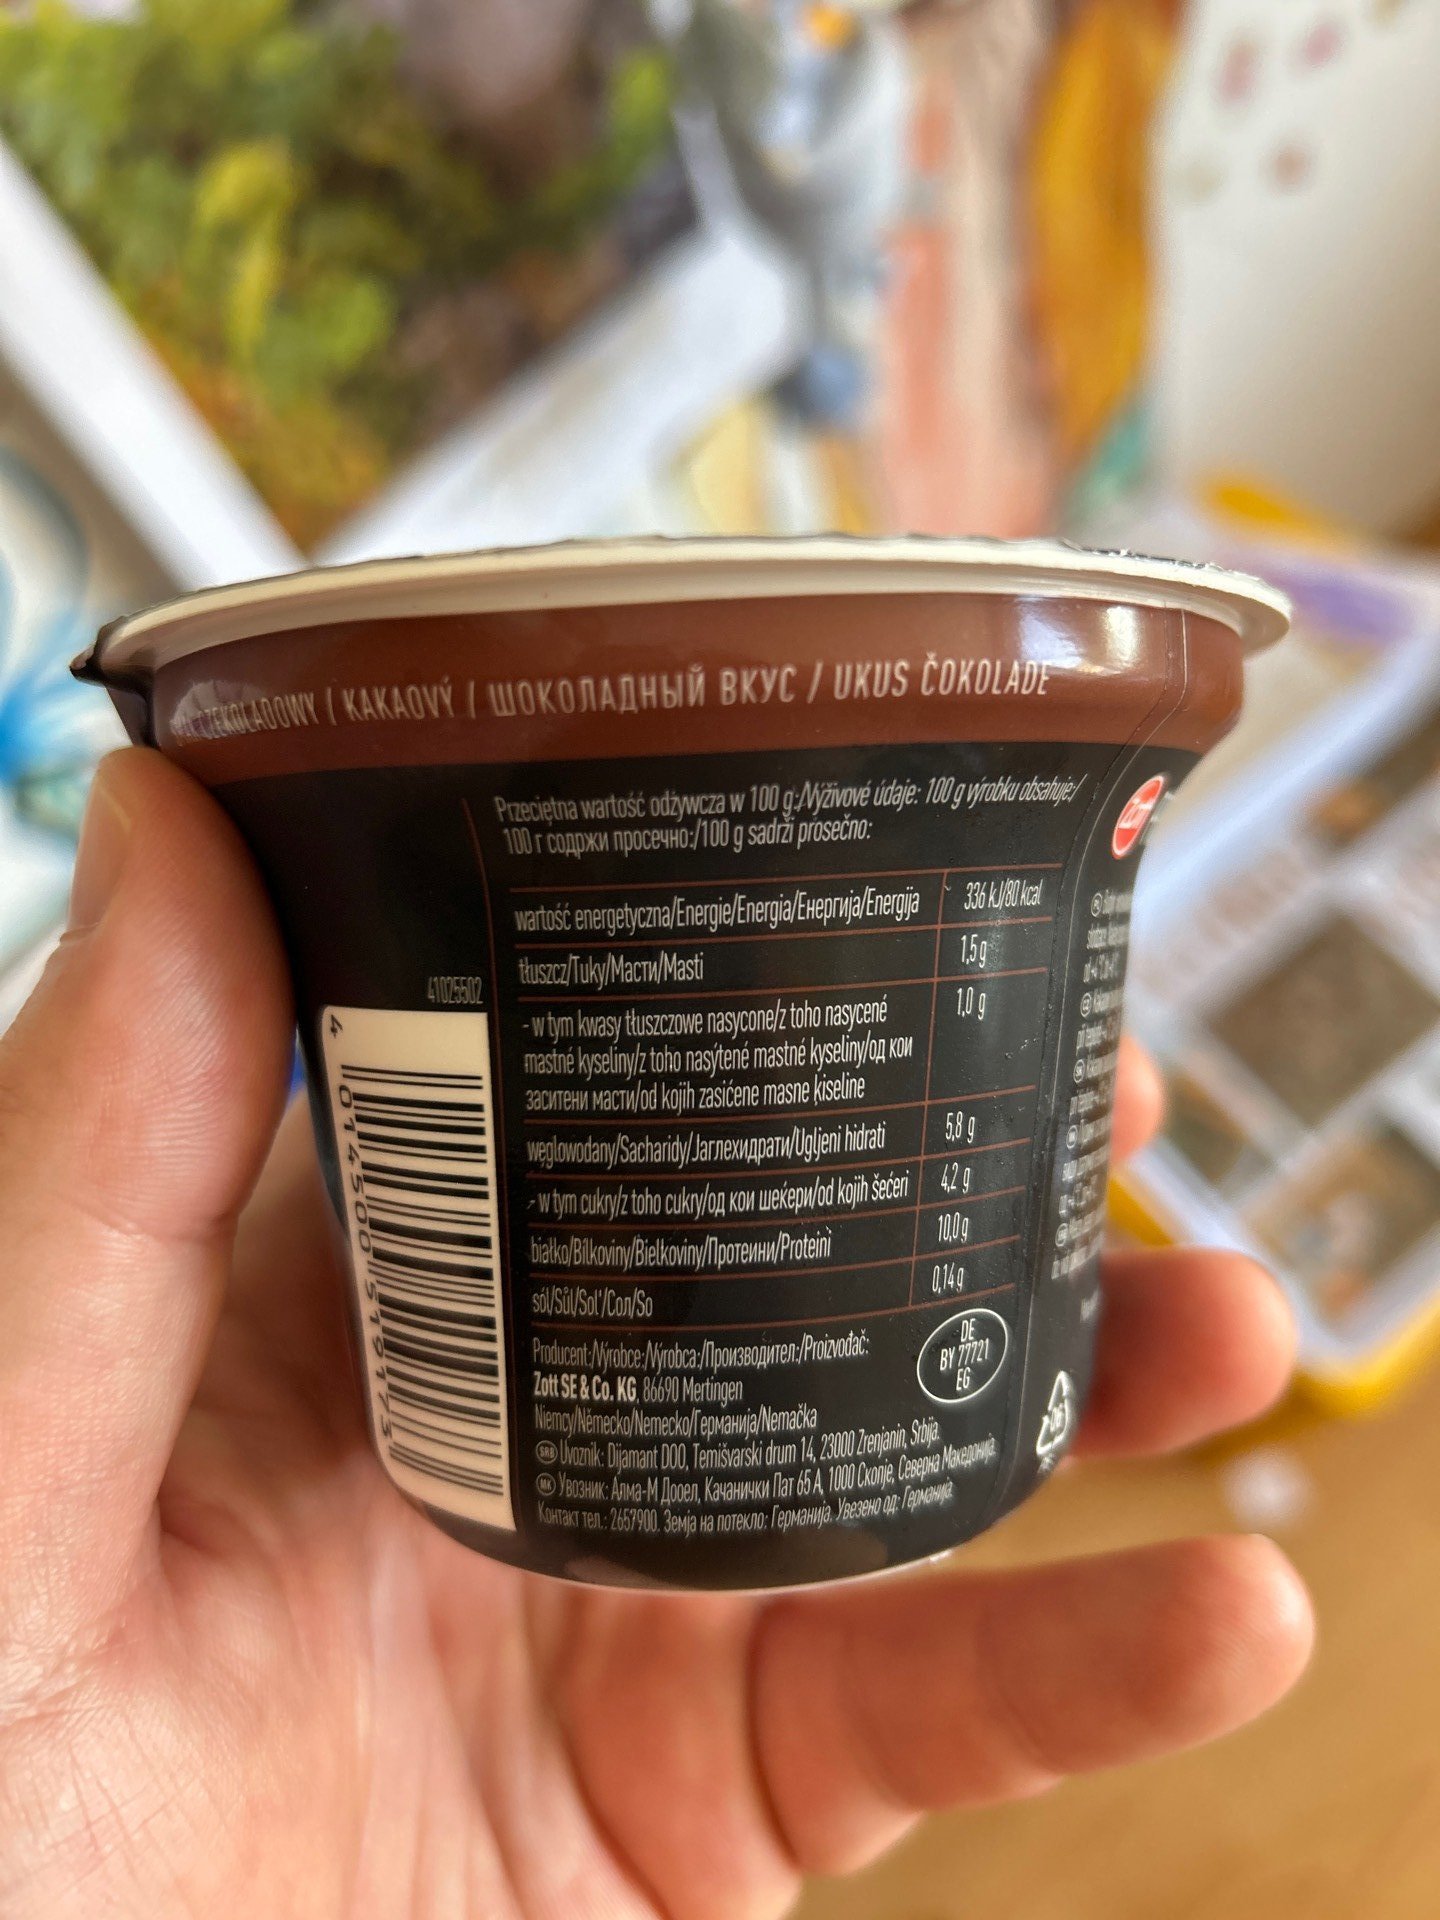 CZEKOLADOWY / KAKAOVÝ / ШОКОЛАДНЫЙ ВКУС / UKUS ČOKOLADE
Przeciętna wartość odżywcza w 100 g:/Výživové údaje: 100 g výrobku obsahuje:/
100 г содржи просечно:/100 g sadrži prosečno:
wartość energetyczna/Energie/Energia/Енергија/Energija 336 kJ/80 kcal
tłuszcz/Tuky/Масти/Masti 1,5 g
- w tym kwasy tłuszczowe nasycone/z toho nasycené 1,0 g
mastné kyseliny/z toho nasýtené mastné kyseliny/од кои
заситени масти/od kojih zasićene masne kiseline
węglowodany/Sacharidy/Јаглехидрати/Ugljeni hidrati 5,8 g
- w tym cukry/z toho cukry/од кои шеќери/od kojih šećeri 4,2 g
białko/Bílkoviny/Bielkoviny/Протеини/Proteini 10,0 g
sól/Sůl/Soľ/Сол/So 0,14 g
Producent:/Výrobce:/Výrobca:/Производител:/Proizvođač:
Zott SE & Co. KG, 86690 Mertingen
Niemcy/Německo/Nemecko/Германија/Nemačka
SRB Uvoznik: Dijamant DOO, Temišvarski drum 14, 23000 Zrenjanin, Srbija.
MK Увозник: Алма-М Дооел, Качанички Пат 65 А, 1000 Скопје, Северна Македонија.
Контакт тел.: 2657900. Земја на потекло: Германија. Увезено од: Германија.
DE
BY 77721
EG
41025502
4 014500 519173
Zott
06